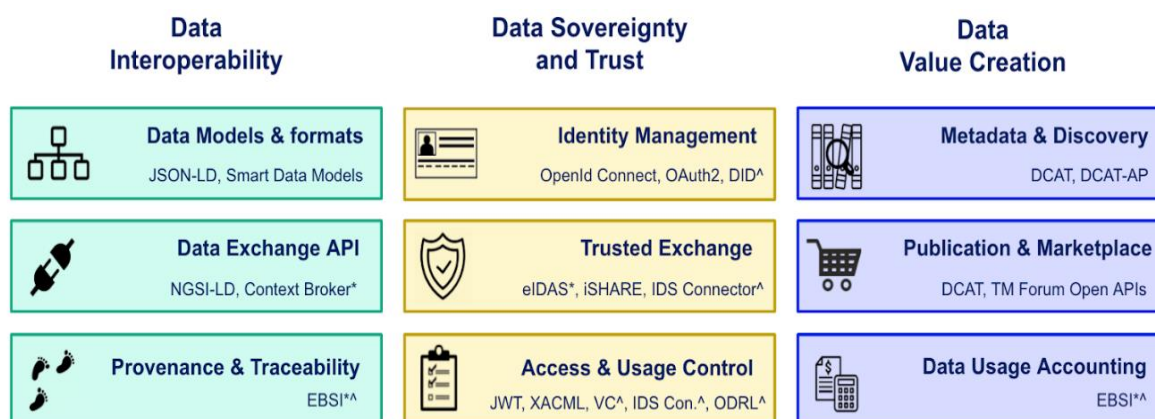 Data
Interoperability
Data Models & formats
JSON-LD, Smart Data Models
Data Exchange API
NGSI-LD, Context Broker*
Provenance & Traceability
EBSI*^
Data Sovereignty
and Trust
Identity Management
OpenId Connect, OAuth2, DID^
Trusted Exchange
eIDAS*, iSHARE, IDS Connector^
Access & Usage Control
JWT, XACML, VC^, IDS Con.^, ODRL^
Data
Value Creation
Metadata & Discovery
DCAT, DCAT-AP
Publication & Marketplace
DCAT, TM Forum Open APIs
Data Usage Accounting
EBSI*^